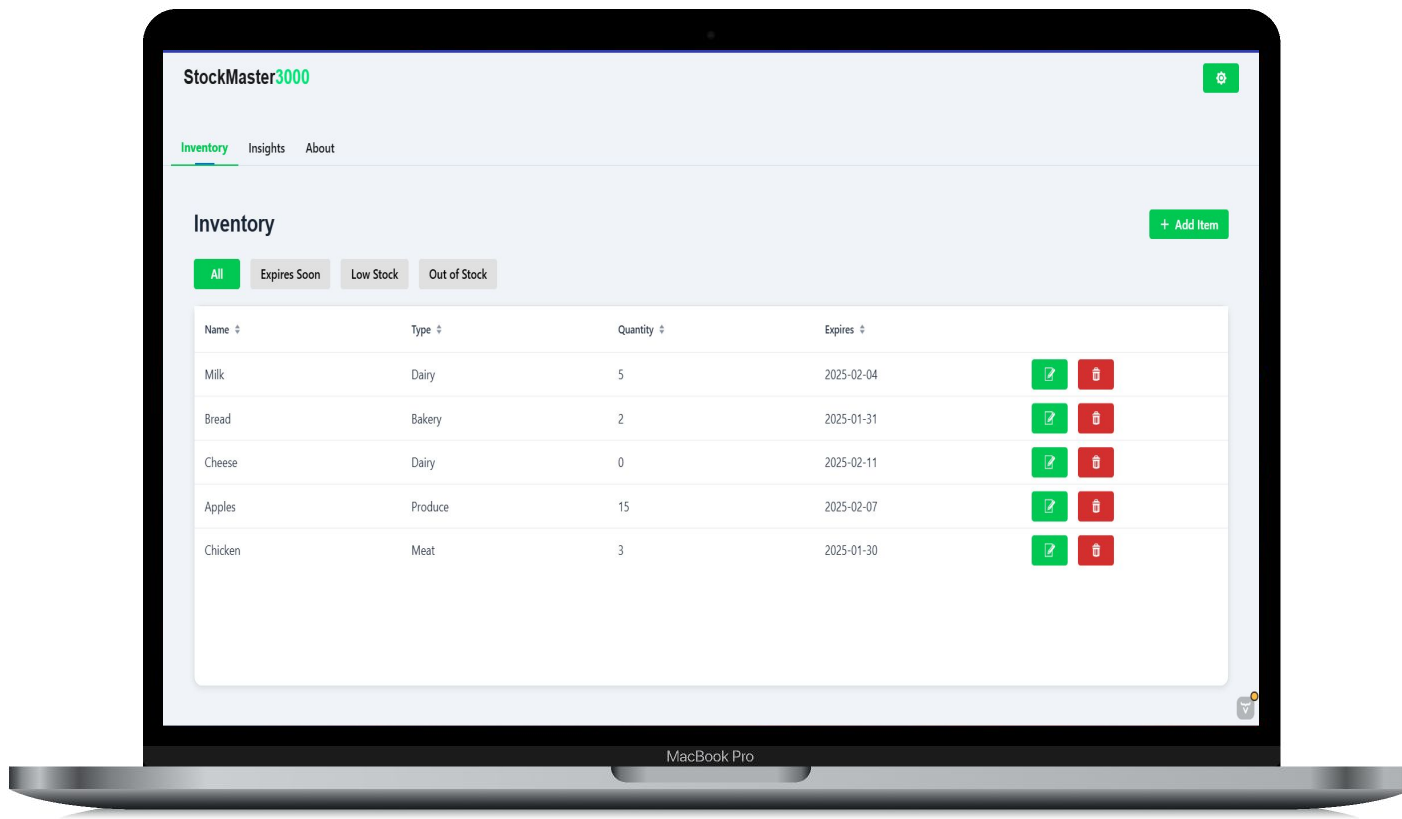 StockMaster3000
Inventory Insights About
Inventory
+ Add Item
All Expires Soon Low Stock Out of Stock
Name Type Quantity Expires
Milk Dairy 5 2025-02-04
Bread Bakery 2 2025-01-31
Cheese Dairy 0 2025-02-11
Apples Produce 15 2025-02-07
Chicken Meat 3 2025-01-30
MacBook Pro